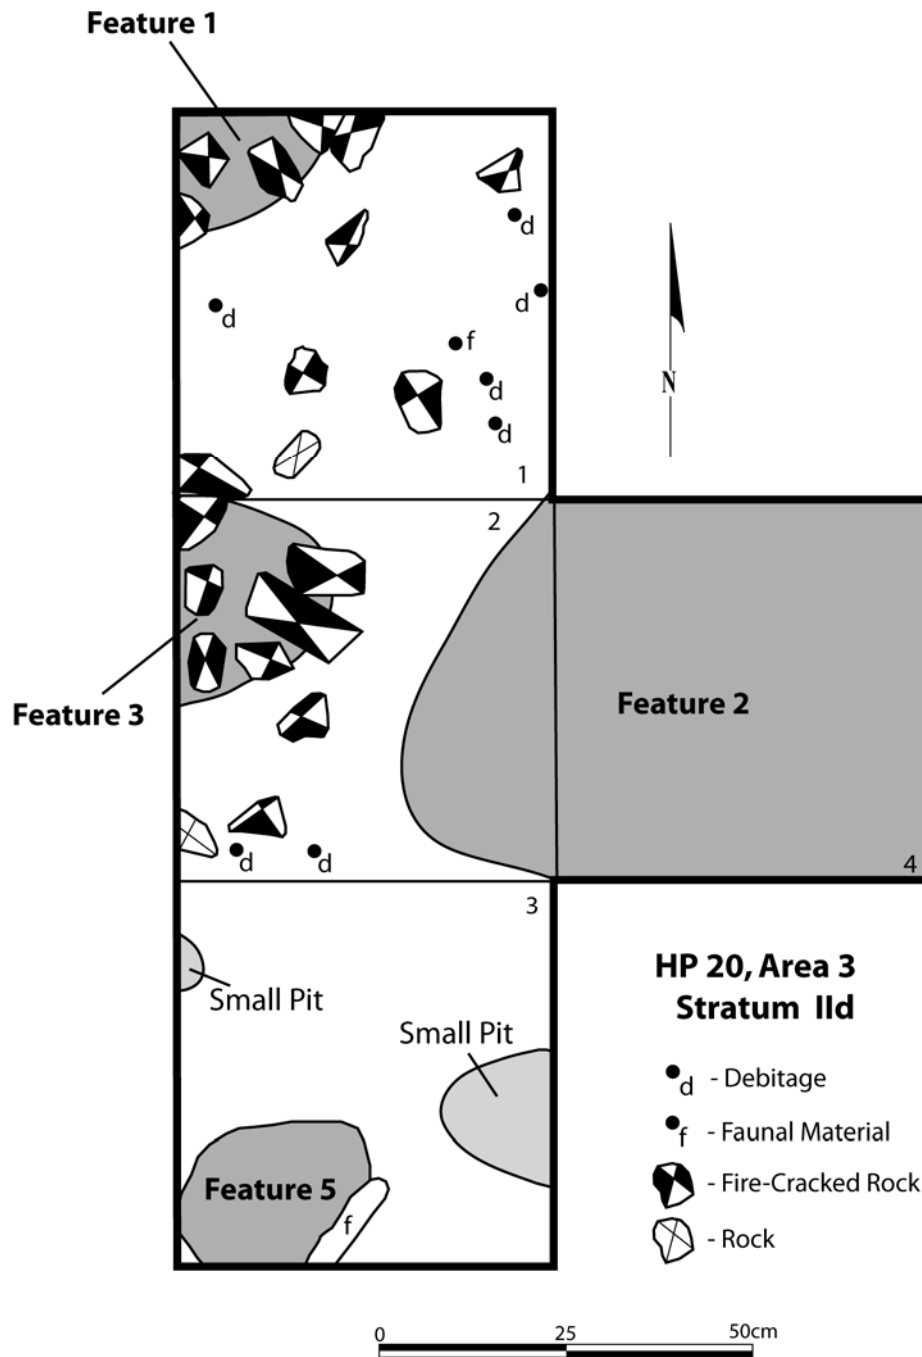 Feature 1
d
d
d
f
d
d
1
2
N
Feature 3
Feature 2
d
d
4
3
Small Pit
Small Pit
Feature 5
f
HP 20, Area 3
Stratum IId
d - Debitage
f - Faunal Material
- Fire-Cracked Rock
- Rock
0 25 50cm